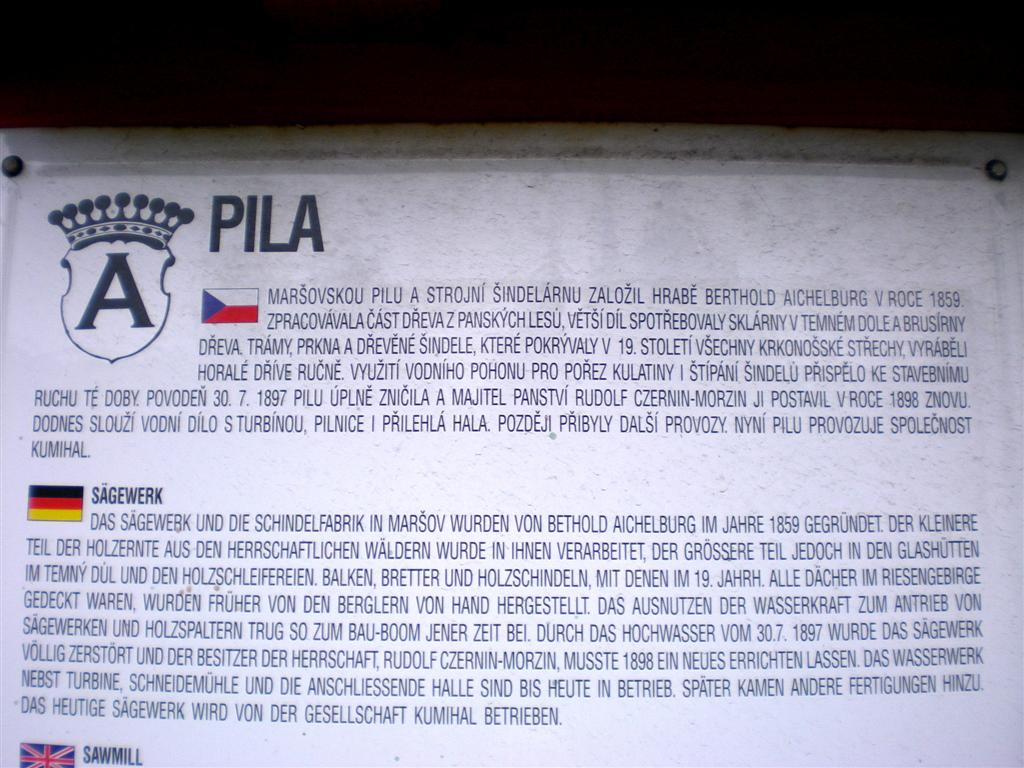 PILA
A
MARŠOVSKOU PILU A STROJNÍ ŠINDELÁRNU ZALOŽIL HRABĚ BERTHOLD AICHELBURG V ROCE 1859.
ZPRACOVÁVALA ČÁST DŘEVA Z PANSKÝCH LESŮ, VĚTŠÍ DÍL SPOTŘEBOVALY SKLÁRNY V TEMNÉM DOLE A BRUSÍRNY
DŘEVA. TRÁMY, PRKNA A DŘEVĚNÉ ŠINDELE, KTERÉ POKRÝVALY V 19. STOLETÍ VŠECHNY KRKONOŠSKÉ STŘECHY, VYRÁBĚLI
HORALÉ DŘÍVE RUČNĚ. VYUŽITÍ VODNÍHO POHONU PRO POŘEZ KULATINY I ŠTÍPÁNÍ ŠINDELŮ PŘISPĚLO KE STAVEBNÍMU
RUCHU TÉ DOBY. POVODEŇ 30. 7. 1897 PILU ÚPLNĚ ZNIČILA A MAJITEL PANSTVÍ RUDOLF CZERNIN-MORZIN JI POSTAVIL V ROCE 1898 ZNOVU.
DODNES SLOUŽÍ VODNÍ DÍLO S TURBÍNOU, PILNICE I PŘILEHLÁ HALA. POZDĚJI PŘIBYLY DALŠÍ PROVOZY. NYNÍ PILU PROVOZUJE SPOLEČNOST
KUMIHAL.
SÄGEWERK
DAS SÄGEWERK UND DIE SCHINDELFABRIK IN MARŠOV WURDEN VON BETHOLD AICHELBURG IM JAHRE 1859 GEGRÜNDET. DER KLEINERE
TEIL DER HOLZERNTE AUS DEN HERRSCHAFTLICHEN WÄLDERN WURDE IN IHNEN VERARBEITET, DER GRÖSSERE TEIL JEDOCH IN DEN GLASHÜTTEN
IM TEMNÝ DŮL UND DEN HOLZSCHLEIFEREIEN. BALKEN, BRETTER UND HOLZSCHINDELN, MIT DENEN IM 19. JAHRH. ALLE DÄCHER IM RIESENGEBIRGE
GEDECKT WAREN, WURDEN FRÜHER VON DEN BERGLERN VON HAND HERGESTELLT. DAS AUSNUTZEN DER WASSERKRAFT ZUM ANTRIEB VON
SÄGEWERKEN UND HOLZSPALTERN TRUG SO ZUM BAU-BOOM JENER ZEIT BEI. DURCH DAS HOCHWASSER VOM 30.7. 1897 WURDE DAS SÄGEWERK
VÖLLIG ZERSTÖRT UND DER BESITZER DER HERRSCHAFT, RUDOLF CZERNIN-MORZIN, MUSSTE 1898 EIN NEUES ERRICHTEN LASSEN. DAS WASSERWERK
NEBST TURBINE, SCHNEIDEMÜHLE UND DIE ANSCHLIESSENDE HALLE SIND BIS HEUTE IN BETRIEB. SPÄTER KAMEN ANDERE FERTIGUNGEN HINZU.
DAS HEUTIGE SÄGEWERK WIRD VON DER GESELLSCHAFT KUMIHAL BETRIEBEN.
SAWMILL